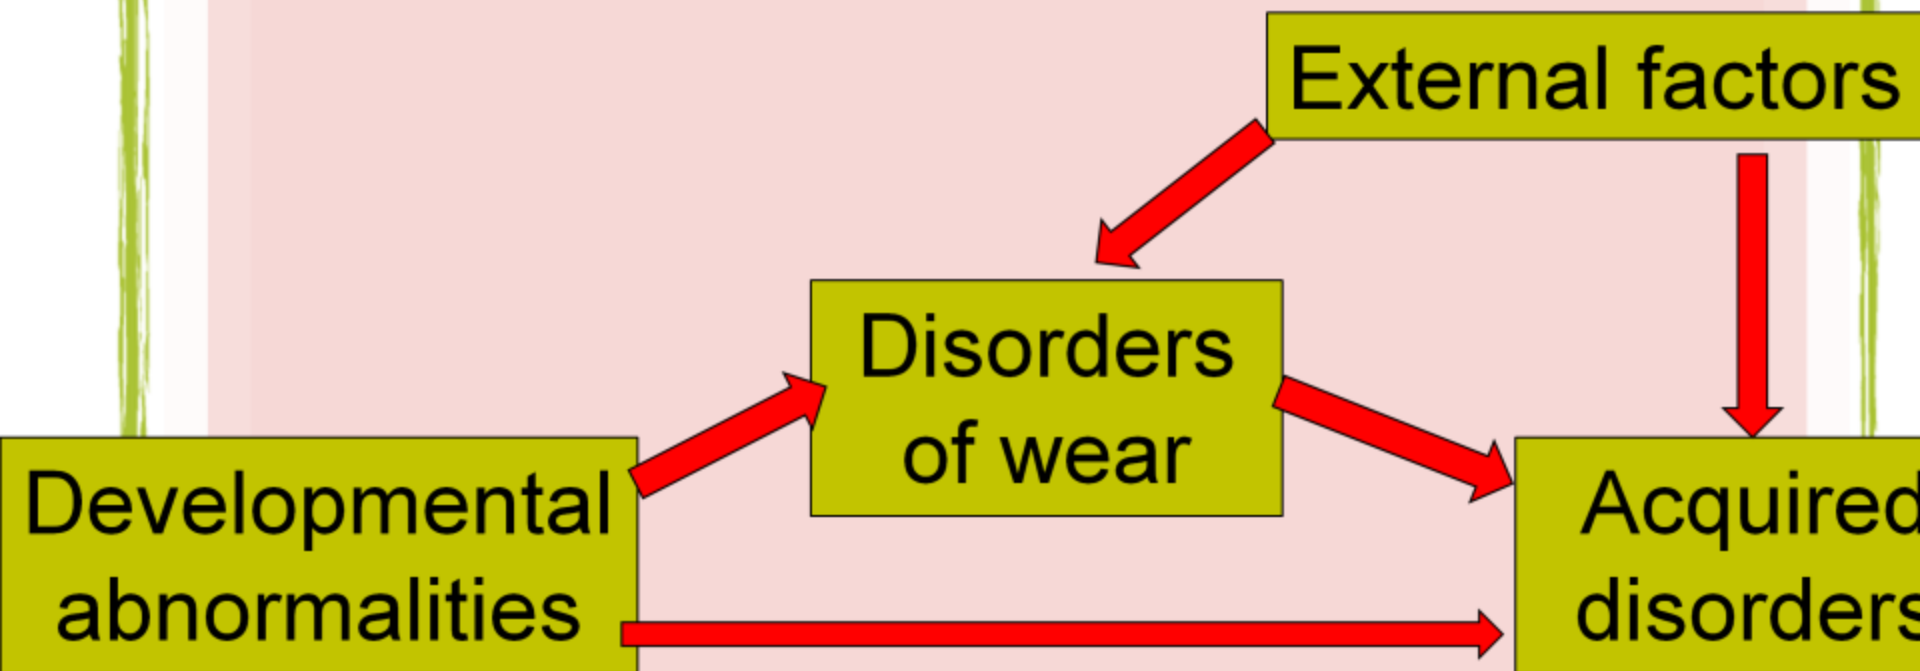 External factors
Disorders
of wear
Developmental
abnormalities
Acquired
disorders